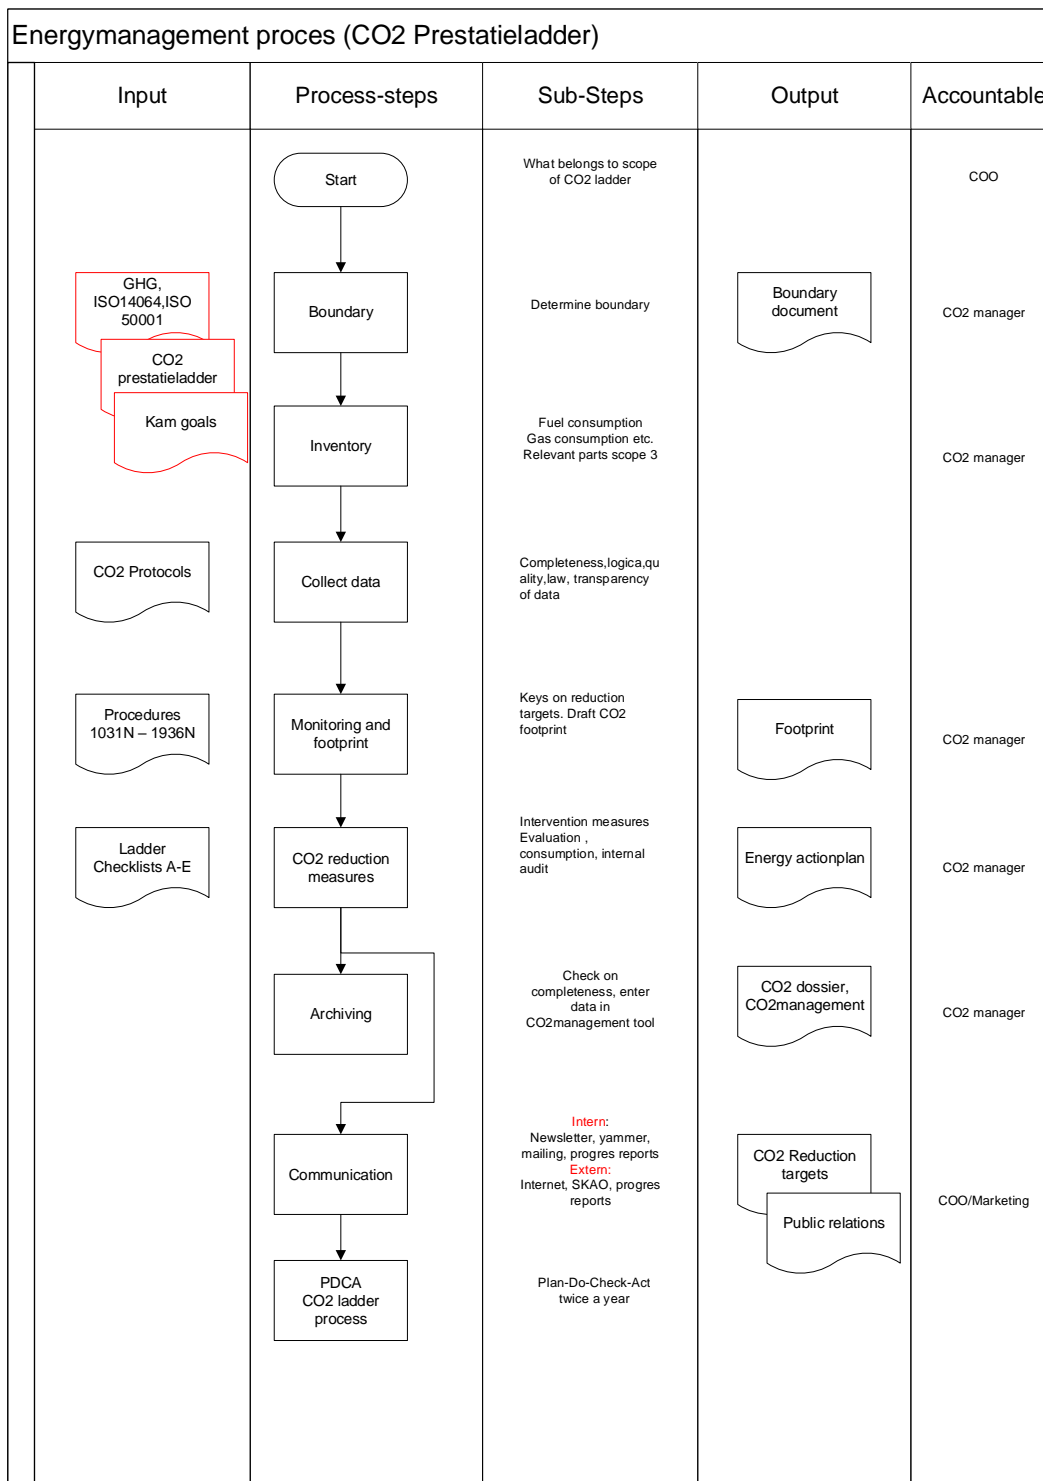 Energymanagement proces (CO2 Prestatieladder)
Input
Process-steps
Sub-Steps
Output
Accountable
Start
What belongs to scope
of CO2 ladder
COO
GHG,
ISO14064,ISO
50001
CO2
prestatieladder
Kam goals
Boundary
Determine boundary
Boundary
document
CO2 manager
Inventory
Fuel consumption
Gas consumption etc.
Relevant parts scope 3
CO2 manager
CO2 Protocols
Collect data
Completeness,logica,qu
ality,law, transparency
of data
Procedures
1031N – 1936N
Monitoring and
footprint
Keys on reduction
targets. Draft CO2
footprint
Footprint
CO2 manager
Ladder
Checklists A-E
CO2 reduction
measures
Intervention measures
Evaluation ,
consumption, internal
audit
Energy actionplan
CO2 manager
Archiving
Check on
completeness, enter
data in
CO2management tool
CO2 dossier,
CO2management
CO2 manager
Communication
Intern:
Newsletter, yammer,
mailing, progres reports
Extern:
Internet, SKAO, progres
reports
CO2 Reduction
targets
Public relations
COO/Marketing
PDCA
CO2 ladder
process
Plan-Do-Check-Act
twice a year